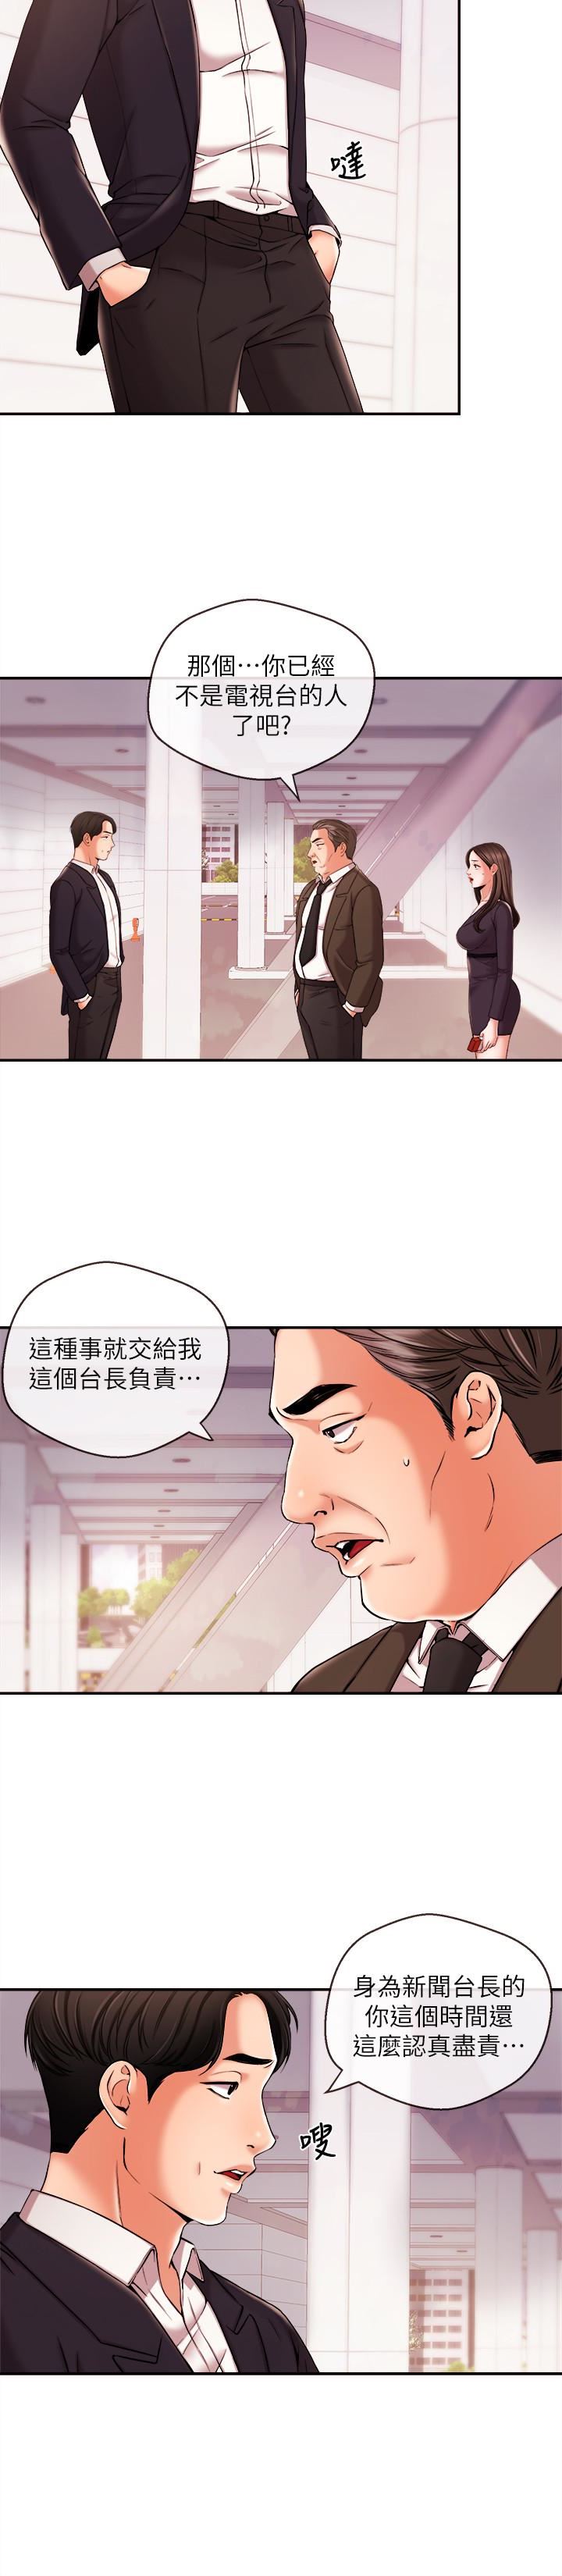 噠
那個⋯你已經
不是電視台的人
了吧?
這種事就交給我
這個台長負責⋯
身為新聞台長的
你這個時間還
這麼認真盡責⋯
嗖